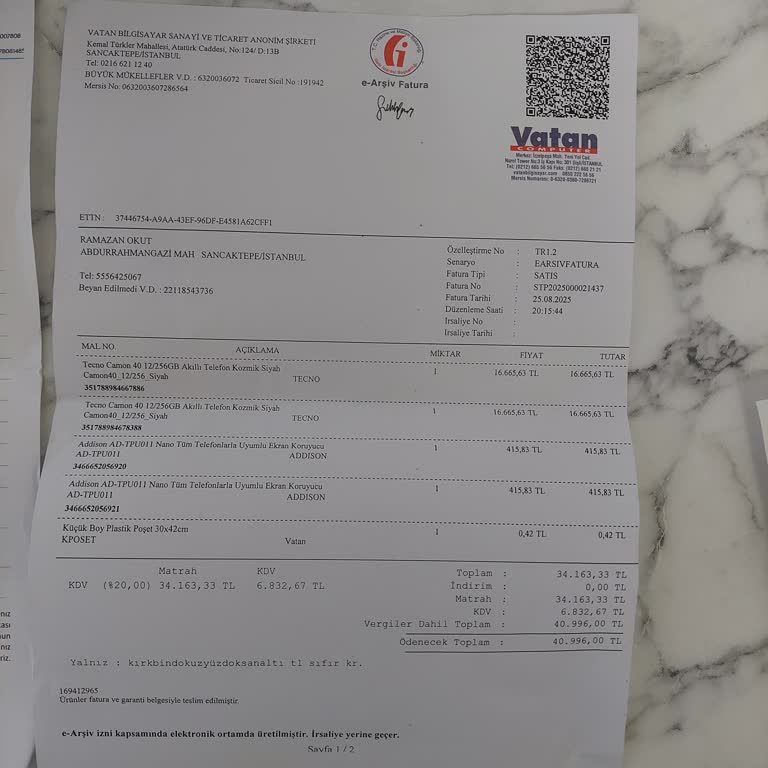 VATAN BİLGİSAYAR SANAYİ VE TİCARET ANONİM ŞİRKETİ
Kemal Türkler Mahallesi, Atatürk Caddesi, No:124/ D:13B
SANCAKTEPE/İSTANBUL
Tel: 0216 621 12 40
BÜYÜK MÜKELLEFLER V.D. : 6320036072 Ticaret Sicil No :191942
Mersis No: 0632003607286564
e-Arşiv Fatura
Vatan
COMPUTER
ETTN : 37446754-A9AA-43EF-96DF-E4581A62CFF1
RAMAZAN OKUT
ABDURRAHMANGAZİ MAH SANCAKTEPE/İSTANBUL
Tel: 5556425067
Beyan Edilmedi V.D. : 22118543736
Özelleştirme No : TR1.2
Senaryo : EARSIVFATURA
Fatura Tipi : SATIS
Fatura No : STP2025000021437
Fatura Tarihi : 25.08.2025
Düzenleme Saati : 20:15:44
İrsaliye No :
İrsaliye Tarihi :
MAL NO AÇIKLAMA MİKTAR FİYAT TUTAR
Tecno Camon 40 12/256GB Akıllı Telefon Kozmik Siyah 1 16.665,63 TL 16.665,63 TL
Camon40_12/256_Siyah TECNO
351788984667886
Tecno Camon 40 12/256GB Akıllı Telefon Kozmik Siyah 1 16.665,63 TL 16.665,63 TL
Camon40_12/256_Siyah TECNO
351788984678388
Addison AD-TPU011 Nano Tüm Telefonlarla Uyumlu Ekran Koruyucu 1 415,83 TL 415,83 TL
AD-TPU011 ADDISON
3466652056920
Addison AD-TPU011 Nano Tüm Telefonlarla Uyumlu Ekran Koruyucu 1 415,83 TL 415,83 TL
AD-TPU011 ADDISON
3466652056921
Küçük Boy Plastik Poşet 30x42cm 1 0,42 TL 0,42 TL
KPOSET Vatan
Matrah KDV
KDV (%20,00) 34.163,33 TL 6.832,67 TL
Toplam : 34.163,33 TL
İndirim : 0,00 TL
Matrah : 34.163,33 TL
KDV : 6.832,67 TL
Vergiler Dahil Toplam : 40.996,00 TL
Ödenecek Toplam : 40.996,00 TL
Yalnız : kırkbindokuzyüzdoksanaltı tl sıfır kr.
169412965
Ürünler fatura ve garanti belgesiyle teslim edilmiştir
e-Arşiv izni kapsamında elektronik ortamda üretilmiştir. İrsaliye yerine geçer.
Sayfa 1 / 2